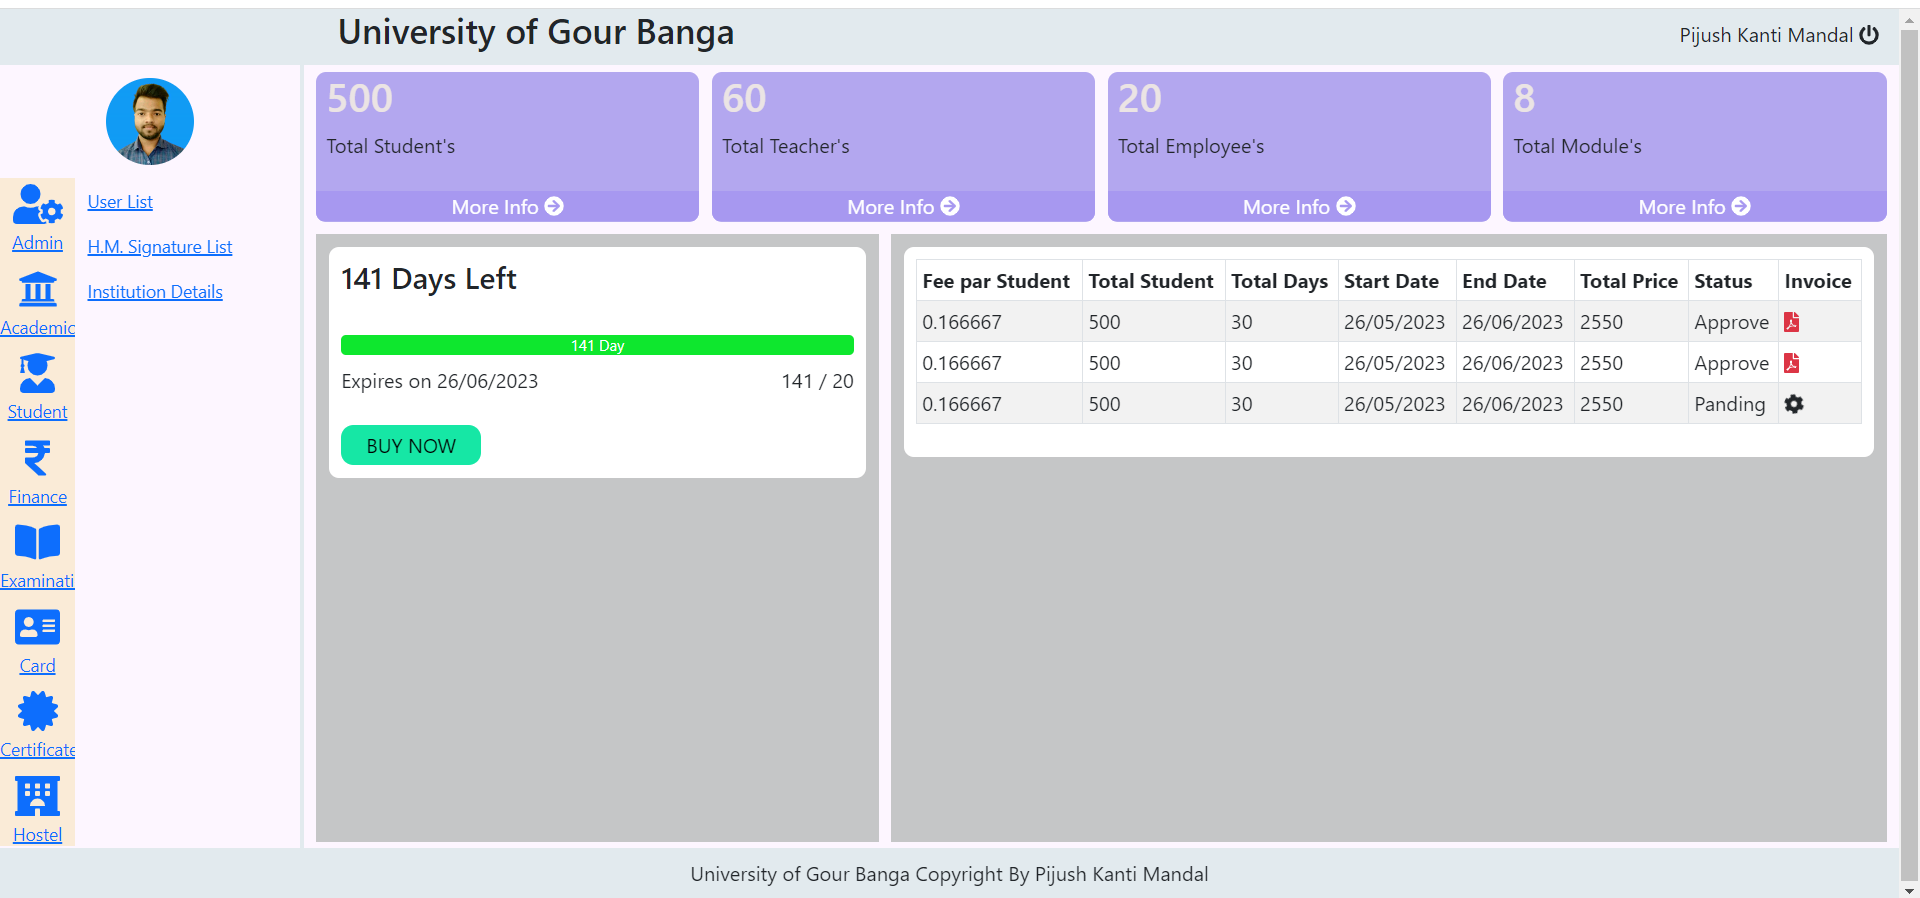 University of Gour Banga
Pijush Kanti Mandal
500
Total Student's
More Info
60
Total Teacher's
More Info
20
Total Employee's
More Info
8
Total Module's
More Info
Admin
Academic
Student
Finance
Examinati
Card
Certificate
Hostel
User List
H.M. Signature List
Institution Details
141 Days Left
141 Day
Expires on 26/06/2023 141 / 20
BUY NOW
Fee par Student Total Student Total Days Start Date End Date Total Price Status Invoice
0.166667 500 30 26/05/2023 26/06/2023 2550 Approve
0.166667 500 30 26/05/2023 26/06/2023 2550 Approve
0.166667 500 30 26/05/2023 26/06/2023 2550 Panding
University of Gour Banga Copyright By Pijush Kanti Mandal